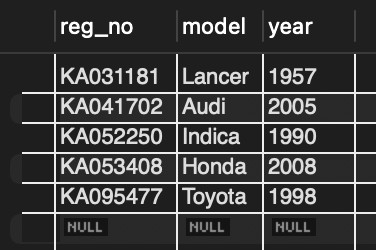 reg_no model year
KA031181 Lancer 1957
KA041702 Audi 2005
KA052250 Indica 1990
KA053408 Honda 2008
KA095477 Toyota 1998
NULL NULL NULL